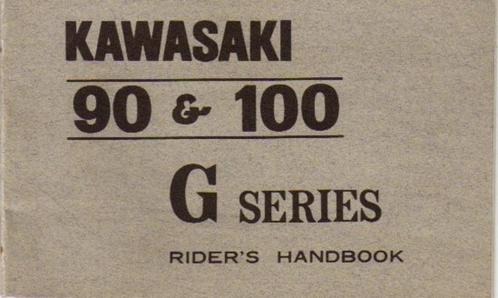 KAWASAKI
90 & 100
G SERIES
RIDER'S HANDBOOK